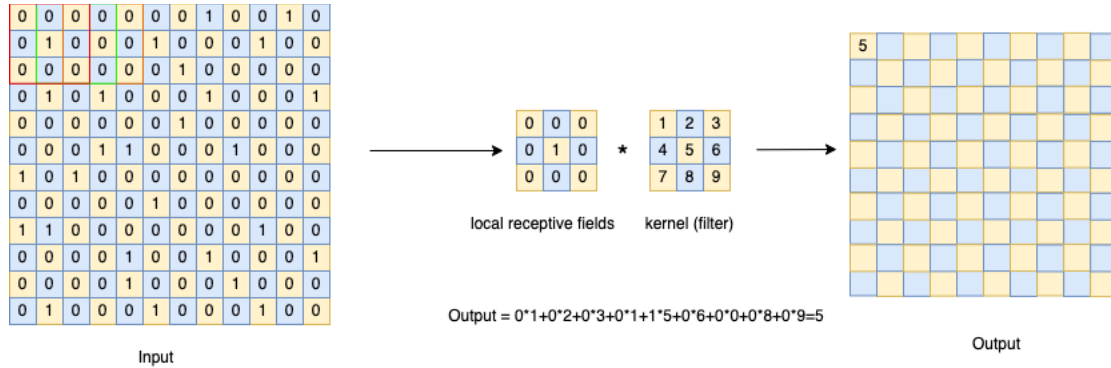 0 0 0 0 0 0 0 1 0 0 1 0
0 1 0 0 0 1 0 0 0 1 0 0
0 0 0 0 0 0 1 0 0 0 0 0
0 1 0 1 0 0 0 1 0 0 0 1
0 0 0 0 0 0 1 0 0 0 0 0
0 0 0 1 1 0 0 0 1 0 0 0
1 0 1 0 0 0 0 0 0 0 0 0
0 0 0 0 0 1 0 0 0 0 0 0
1 1 0 0 0 0 0 0 0 1 0 0
0 0 0 0 1 0 0 1 0 0 0 1
0 0 0 0 1 0 0 0 1 0 0 0
0 1 0 0 0 1 0 0 0 1 0 0
Input
0 0 0
0 1 0
0 0 0
local receptive fields
*
1 2 3
4 5 6
7 8 9
kernel (filter)
Output = 0*1+0*2+0*3+0*1+1*5+0*6+0*0+0*8+0*9=5
5
Output